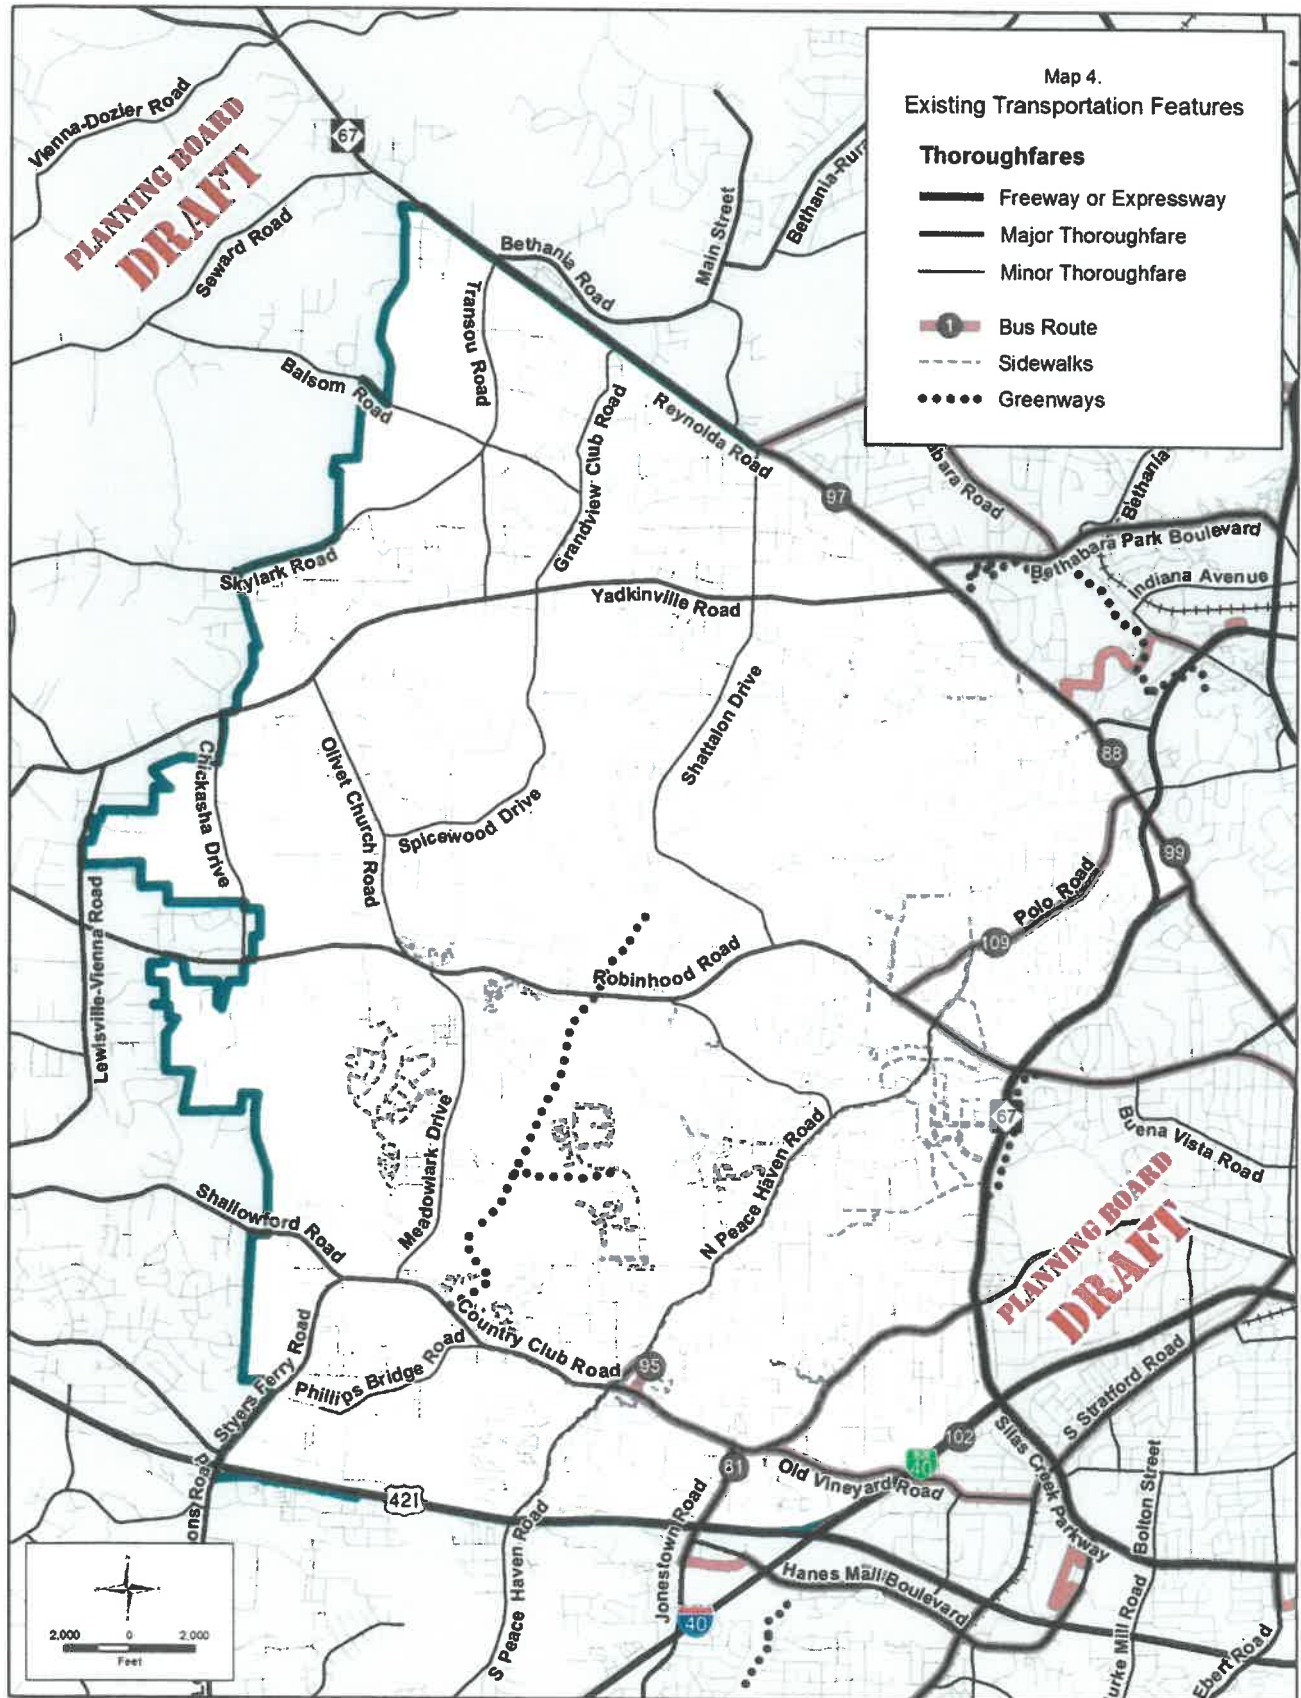 Map 4.
Existing Transportation Features
Thoroughfares
Freeway or Expressway
Major Thoroughfare
Minor Thoroughfare
1 Bus Route
Sidewalks
Greenways
Vienna-Dozier Road
PLANNING BOARD
DRAFT
67
Seward Road
Bethania Road
Main Street
Bethania-Rura
Transou Road
Balsom Road
Grandview Club Road
Reynolda Road
97
bara Road
Bethania
Bethabara Park Boulevard
Indiana Avenue
Skylark Road
Yadkinville Road
Shattalon Drive
88
Olivet Church Road
Chickasha Drive
Spicewood Drive
99
Polo Road
109
Lewisville-Vienna Road
Robinhood Road
67
Meadowlark Drive
N Peace Haven Road
Buena Vista Road
PLANNING BOARD
DRAFT
Shallowford Road
Country Club Road
Styers Ferry Road
Phillips Bridge Road
95
S Stratford Road
102
Silas Creek Parkway
81
40
Old Vineyard Road
Bolton Street
ons Road
421
S Peace Haven Road
Jonestown Road
Hanes Mall Boulevard
40
urke Mill Road
Ebert Road
2,000 0 2,000
Feet